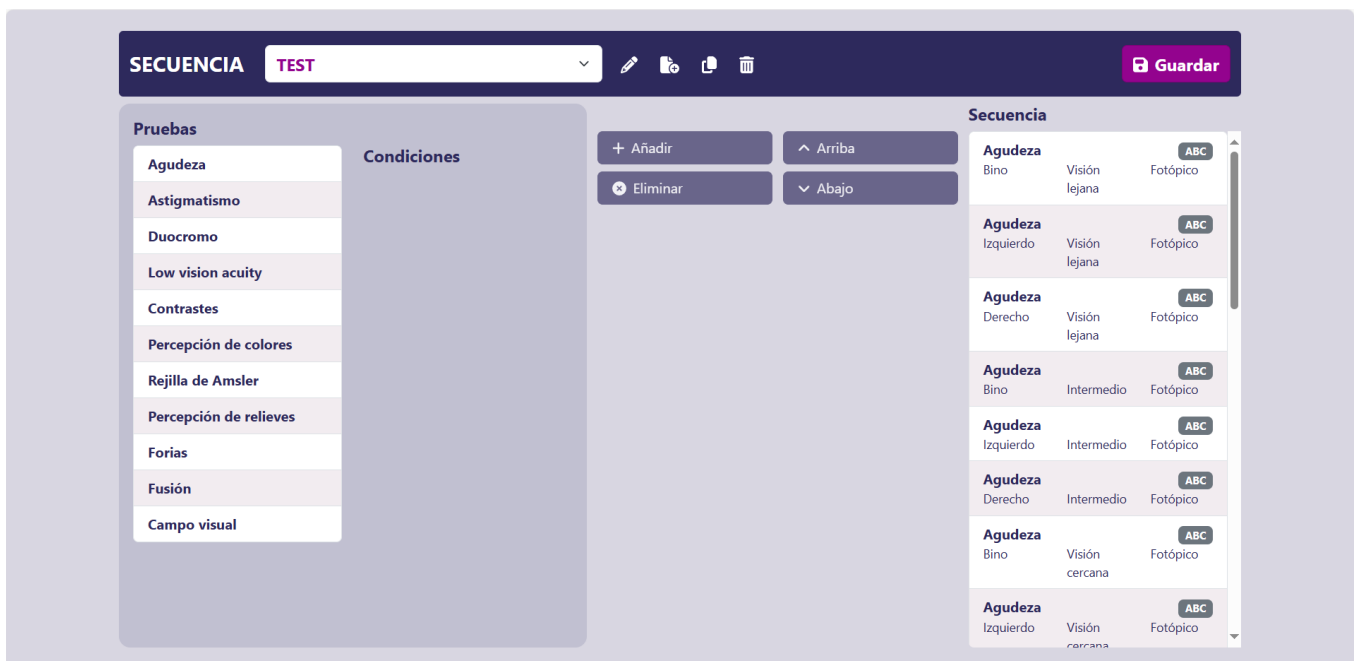 SECUENCIA
TEST
Guardar
Pruebas
Agudeza
Astigmatismo
Duocromo
Low vision acuity
Contrastes
Percepción de colores
Rejilla de Amsler
Percepción de relieves
Forias
Fusión
Campo visual
Condiciones
Añadir
Arriba
Eliminar
Abajo
Secuencia
Agudeza ABC
Bino Visión lejana Fotópico
Agudeza ABC
Izquierdo Visión lejana Fotópico
Agudeza ABC
Derecho Visión lejana Fotópico
Agudeza ABC
Bino Intermedio Fotópico
Agudeza ABC
Izquierdo Intermedio Fotópico
Agudeza ABC
Derecho Intermedio Fotópico
Agudeza ABC
Bino Visión cercana Fotópico
Agudeza ABC
Izquierdo Visión cercana Fotópico